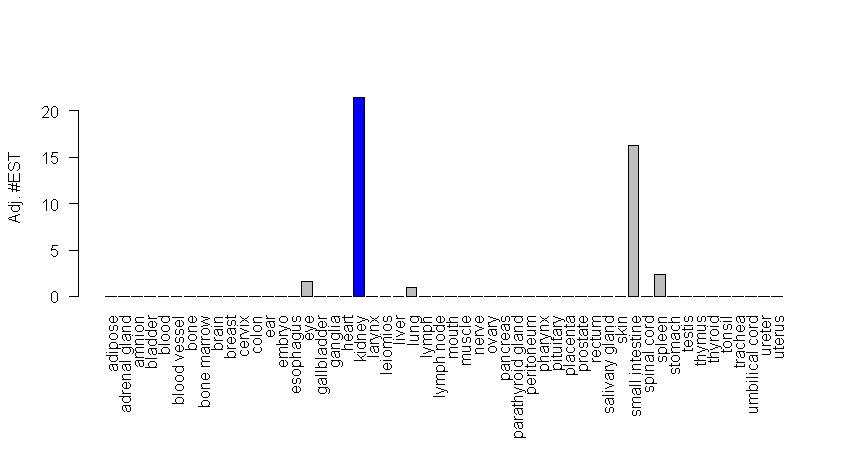 Adj. #EST
20
15
10
5
0
adipose
adrenal gland
amnion
bladder
blood
blood vessel
bone
bone marrow
brain
breast
cervix
colon
ear
embryo
esophagus
eye
gallbladder
ganglia
heart
kidney
larynx
leiomios
liver
lung
lymph
lymph node
mouth
muscle
nerve
ovary
pancreas
parathyroid gland
peritoneum
pharynx
pituitary
placenta
prostate
rectum
salivary gland
skin
small intestine
spinal cord
spleen
stomach
testis
thymus
thyroid
tonsil
trachea
umbilical cord
ureter
uterus